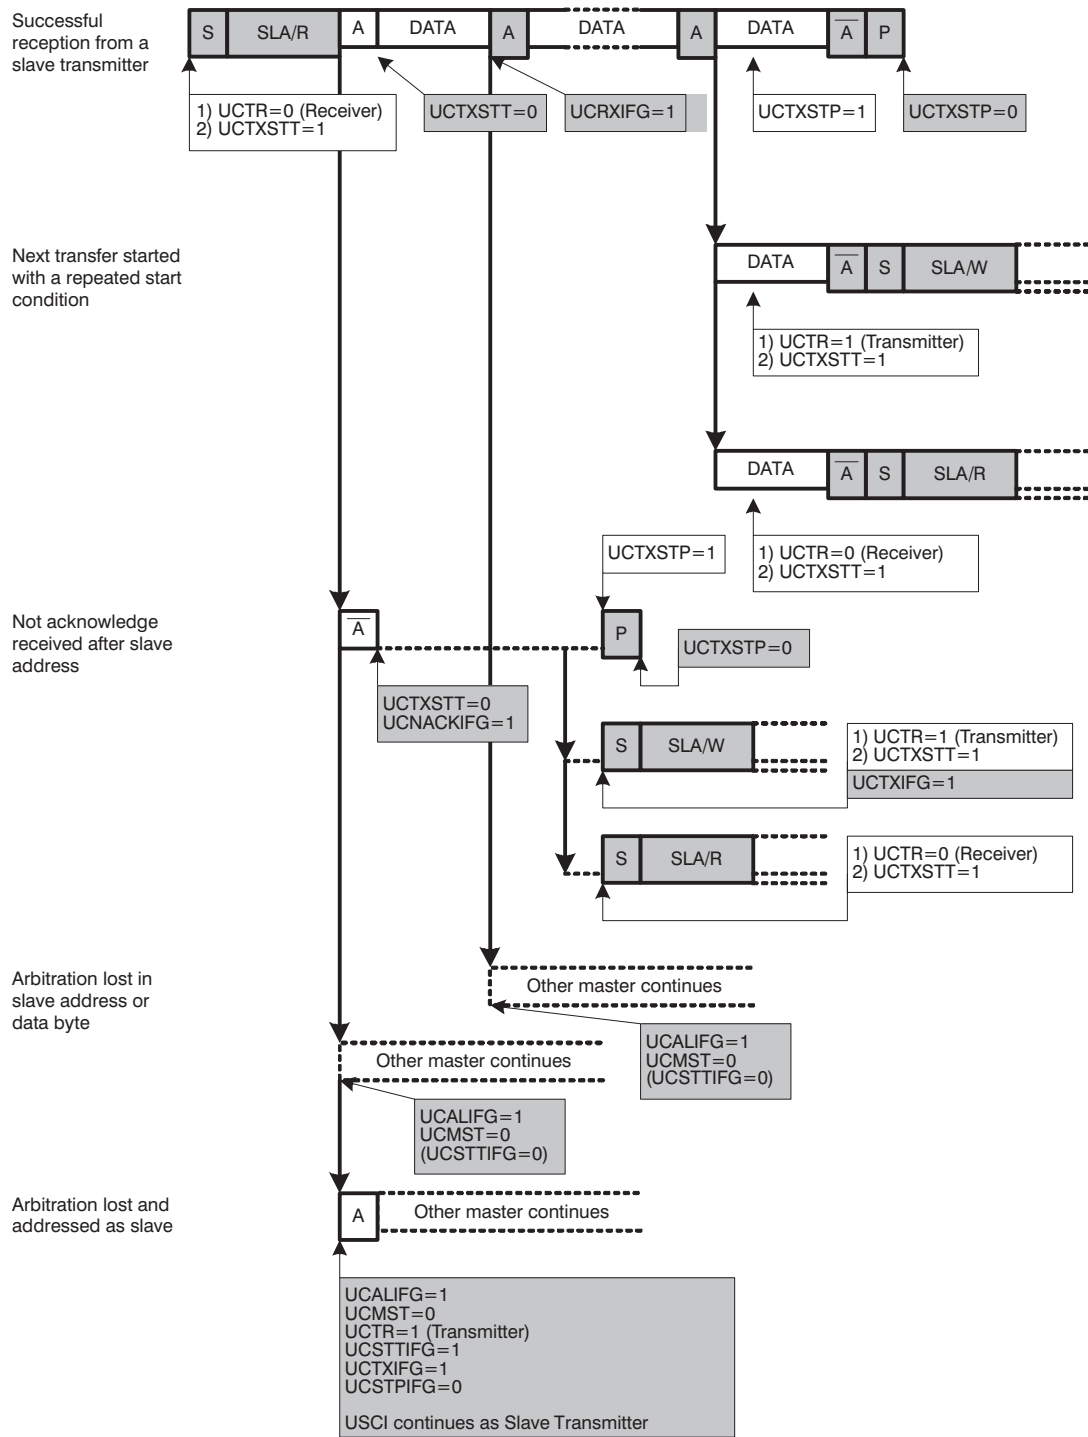 Successful
reception from a
slave transmitter
S SLA/R A DATA A DATA A DATA A P
1) UCTR=0 (Receiver)
2) UCTXSTT=1
UCTXSTT=0
UCRXIFG=1
UCTXSTP=1
UCTXSTP=0
Next transfer started
with a repeated start
condition
DATA A S SLA/W
1) UCTR=1 (Transmitter)
2) UCTXSTT=1
DATA A S SLA/R
1) UCTR=0 (Receiver)
2) UCTXSTT=1
UCTXSTP=1
Not acknowledge
received after slave
address
A
P
UCTXSTP=0
UCTXSTT=0
UCNACKIFG=1
S SLA/W
1) UCTR=1 (Transmitter)
2) UCTXSTT=1
UCTXIFG=1
S SLA/R
1) UCTR=0 (Receiver)
2) UCTXSTT=1
Arbitration lost in
slave address or
data byte
Other master continues
UCALIFG=1
UCMST=0
(UCSTTIFG=0)
Other master continues
UCALIFG=1
UCMST=0
(UCSTTIFG=0)
Arbitration lost and
addressed as slave
A Other master continues
UCALIFG=1
UCMST=0
UCTR=1 (Transmitter)
UCSTTIFG=1
UCTXIFG=1
UCSTPIFG=0
USCI continues as Slave Transmitter